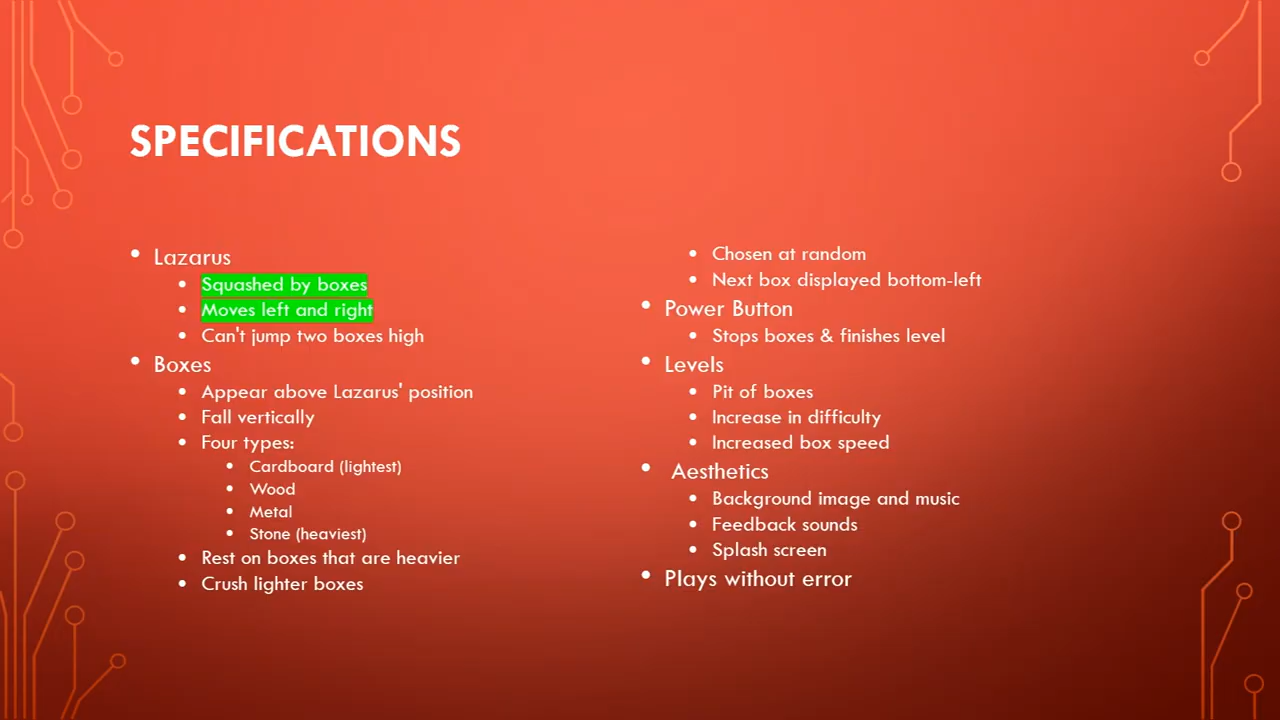 SPECIFICATIONS
• Lazarus
• Squashed by boxes
• Moves left and right
• Can't jump two boxes high
• Boxes
• Appear above Lazarus' position
• Fall vertically
• Four types:
• Cardboard (lightest)
• Wood
• Metal
• Stone (heaviest)
• Rest on boxes that are heavier
• Crush lighter boxes
• Chosen at random
• Next box displayed bottom-left
• Power Button
• Stops boxes & finishes level
• Levels
• Pit of boxes
• Increase in difficulty
• Increased box speed
• Aesthetics
• Background image and music
• Feedback sounds
• Splash screen
• Plays without error